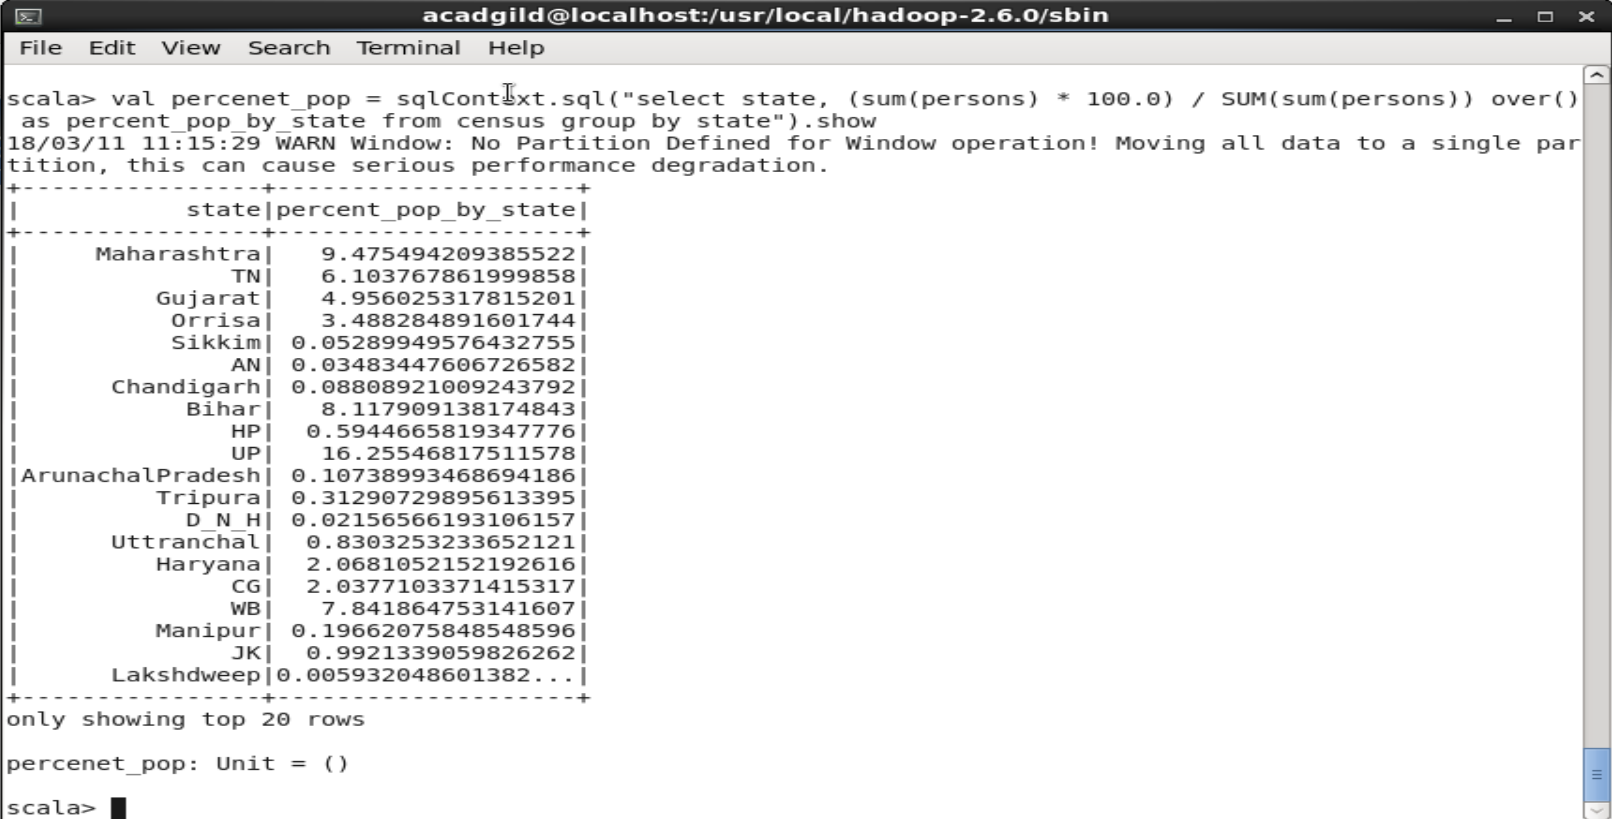 acadgild@localhost:/usr/local/hadoop-2.6.0/sbin
File Edit View Search Terminal Help
scala> val percenet_pop = sqlContext.sql("select state, (sum(persons) * 100.0) / SUM(sum(persons)) over()
 as percent_pop_by_state from census group by state").show
18/03/11 11:15:29 WARN Window: No Partition Defined for Window operation! Moving all data to a single par
tition, this can cause serious performance degradation.
+----------------+--------------------+
|           state|percent_pop_by_state|
+----------------+--------------------+
|     Maharashtra|   9.475494209385522|
|              TN|   6.103767861999858|
|         Gujarat|   4.956025317815201|
|          Orrisa|   3.488284891601744|
|          Sikkim| 0.05289949576432755|
|              AN| 0.03483447606726582|
|      Chandigarh| 0.08808921009243792|
|           Bihar|   8.117909138174843|
|              HP|  0.5944665819347776|
|              UP|   16.25546817511578|
|ArunachalPradesh| 0.10738993468694186|
|         Tripura| 0.31290729895613395|
|           D_N_H| 0.02156566193106157|
|      Uttranchal|  0.8303253233652121|
|         Haryana|  2.0681052152192616|
|              CG|  2.0377103371415317|
|              WB|   7.841864753141607|
|         Manipur| 0.19662075848548596|
|              JK|  0.9921339059826262|
|      Lakshdweep|0.005932048601382...|
+----------------+--------------------+
only showing top 20 rows
percenet_pop: Unit = ()
scala>